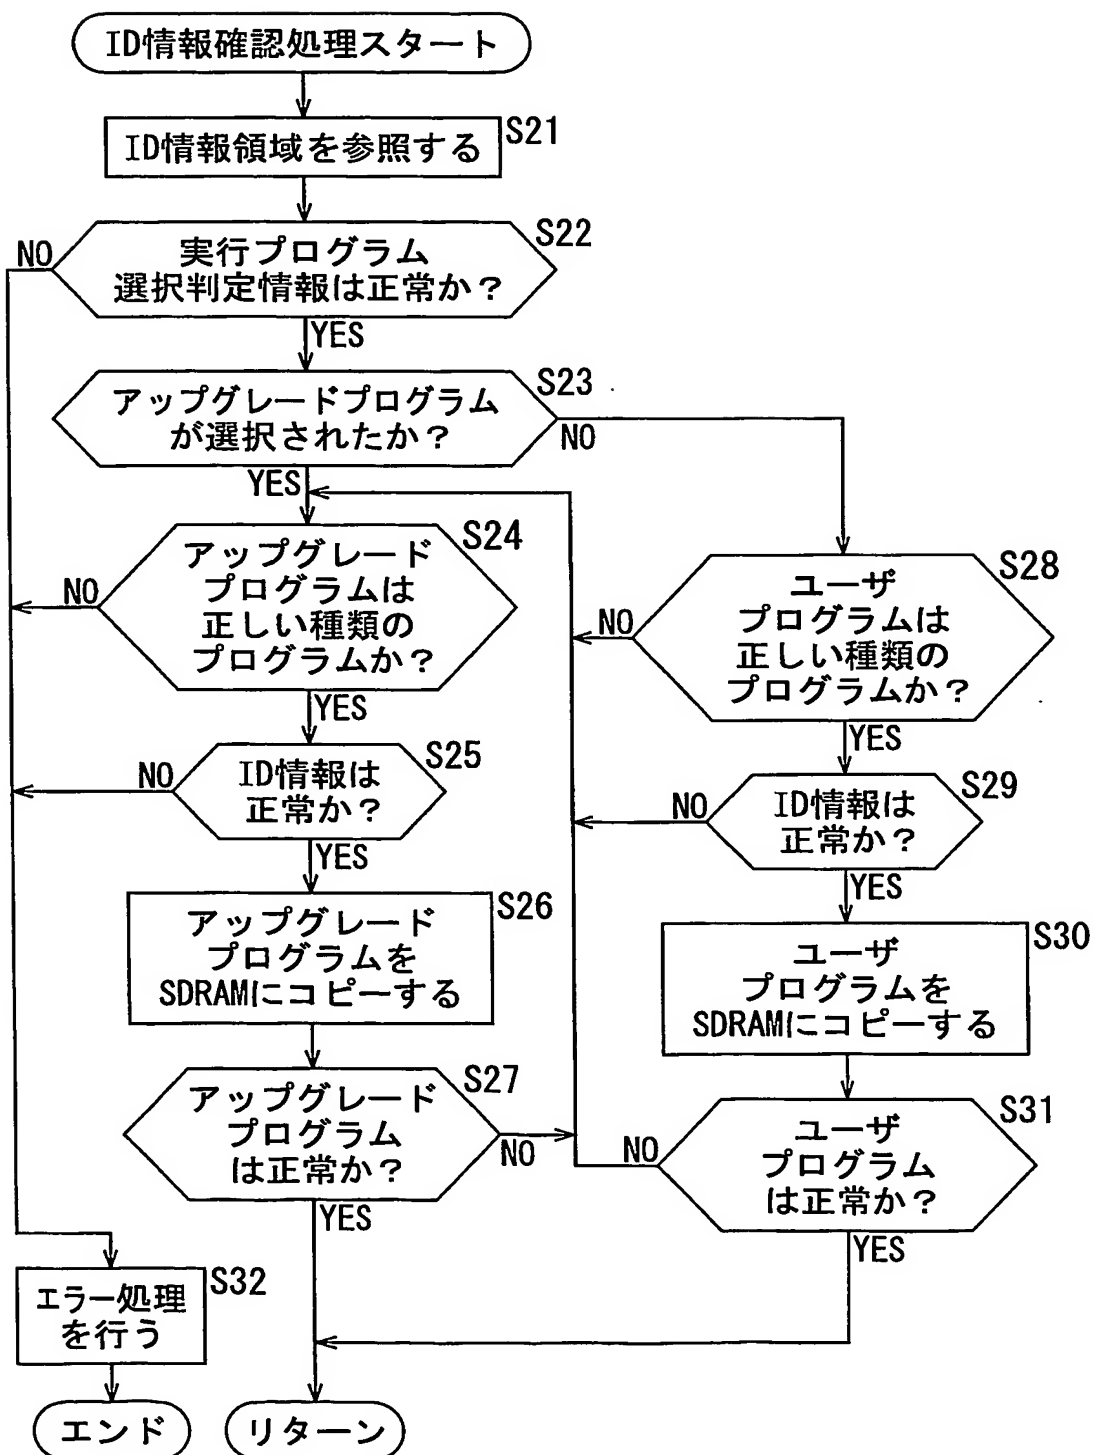 ID情報確認処理スタート
ID情報領域を参照する
S21
実行プログラム
選択判定情報は正常か？
S22
NO
YES
アップグレードプログラム
が選択されたか？
S23
NO
YES
アップグレード
プログラムは
正しい種類の
プログラムか？
S24
NO
YES
ID情報は
正常か？
S25
NO
YES
アップグレード
プログラムを
SDRAMにコピーする
S26
アップグレード
プログラム
は正常か？
S27
NO
YES
ユーザ
プログラムは
正しい種類の
プログラムか？
S28
NO
YES
ID情報は
正常か？
S29
NO
YES
ユーザ
プログラムを
SDRAMにコピーする
S30
ユーザ
プログラム
は正常か？
S31
NO
YES
エラー処理
を行う
S32
エンド
リターン